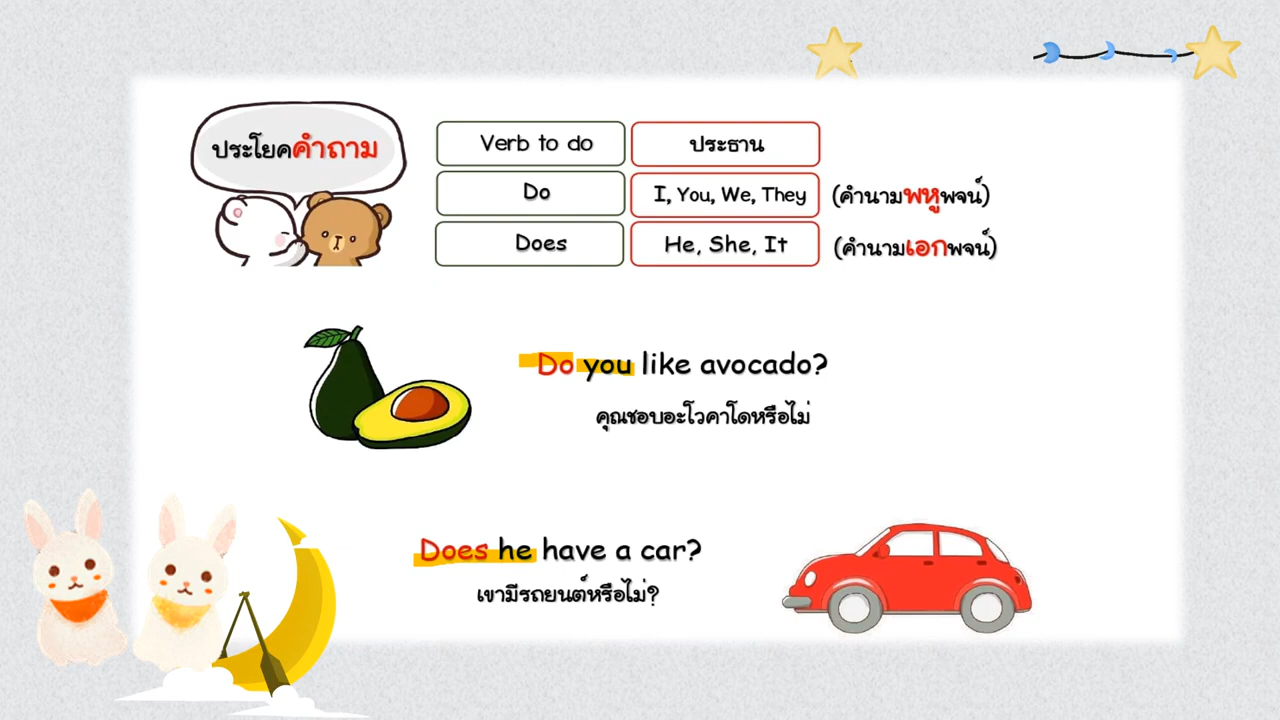 ประโยคคำถาม
Verb to do ประธาน
Do I, You, We, They (คำนามพหูพจน์)
Does He, She, It (คำนามเอกพจน์)
Do you like avocado?
คุณชอบอะโวคาโดหรือไม่
Does he have a car?
เขามีรถยนต์หรือไม่?